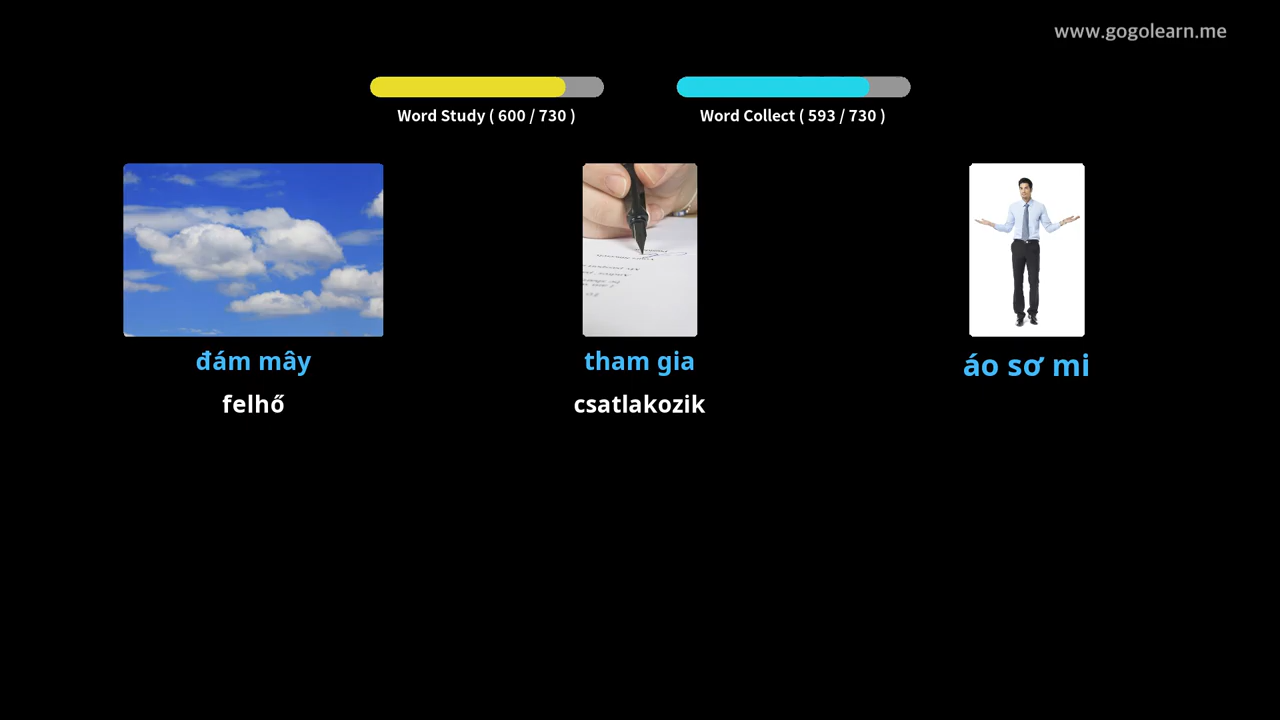 www.gogolearn.me
Word Study ( 600 / 730 )
Word Collect ( 593 / 730 )
đám mây
tham gia
áo sơ mi
felhő
csatlakozik